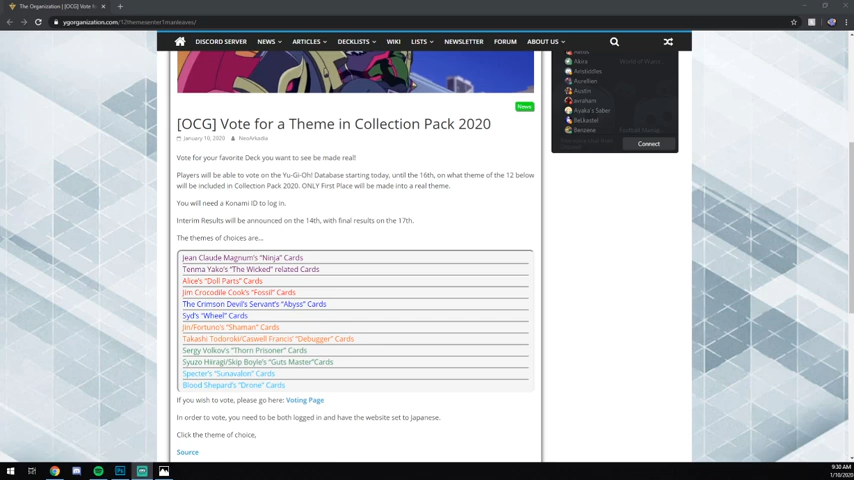 The Organization | [OCG] Vote fo
ygorganization.com/12themesenter1manleaves/
DISCORD SERVER NEWS ARTICLES DECKLISTS WIKI LISTS NEWSLETTER FORUM ABOUT US
Akira
Aristiddles
Aurellien
Austin
avraham
Ayaka's Saber
BeLkastel
Benzene
Connect
News
[OCG] Vote for a Theme in Collection Pack 2020
January 10, 2020 NeoArkadia
Vote for your favorite Deck you want to see be made real!
Players will be able to vote on the Yu-Gi-Oh! Database starting today, until the 16th, on what theme of the 12 below
will be included in Collection Pack 2020. ONLY First Place will be made into a real theme.
You will need a Konami ID to log in.
Interim Results will be announced on the 14th, with final results on the 17th.
The themes of choices are...
Jean Claude Magnum's "Ninja" Cards
Tenma Yako's "The Wicked" related Cards
Alice's "Doll Parts" Cards
Jim Crocodile Cook's "Fossil" Cards
The Crimson Devil's Servant's "Abyss" Cards
Syd's "Wheel" Cards
Jin/Fortuno's "Shaman" Cards
Takashi Todoroki/Caswell Francis' "Debugger" Cards
Sergy Volkov's "Thorn Prisoner" Cards
Syuzo Hiiragi/Skip Boyle's "Guts Master"Cards
Specter's "Sunavalon" Cards
Blood Shepard's "Drone" Cards
If you wish to vote, please go here: Voting Page
In order to vote, you need to be both logged in and have the website set to Japanese.
Click the theme of choice,
Source
9:30 AM
1/10/2020